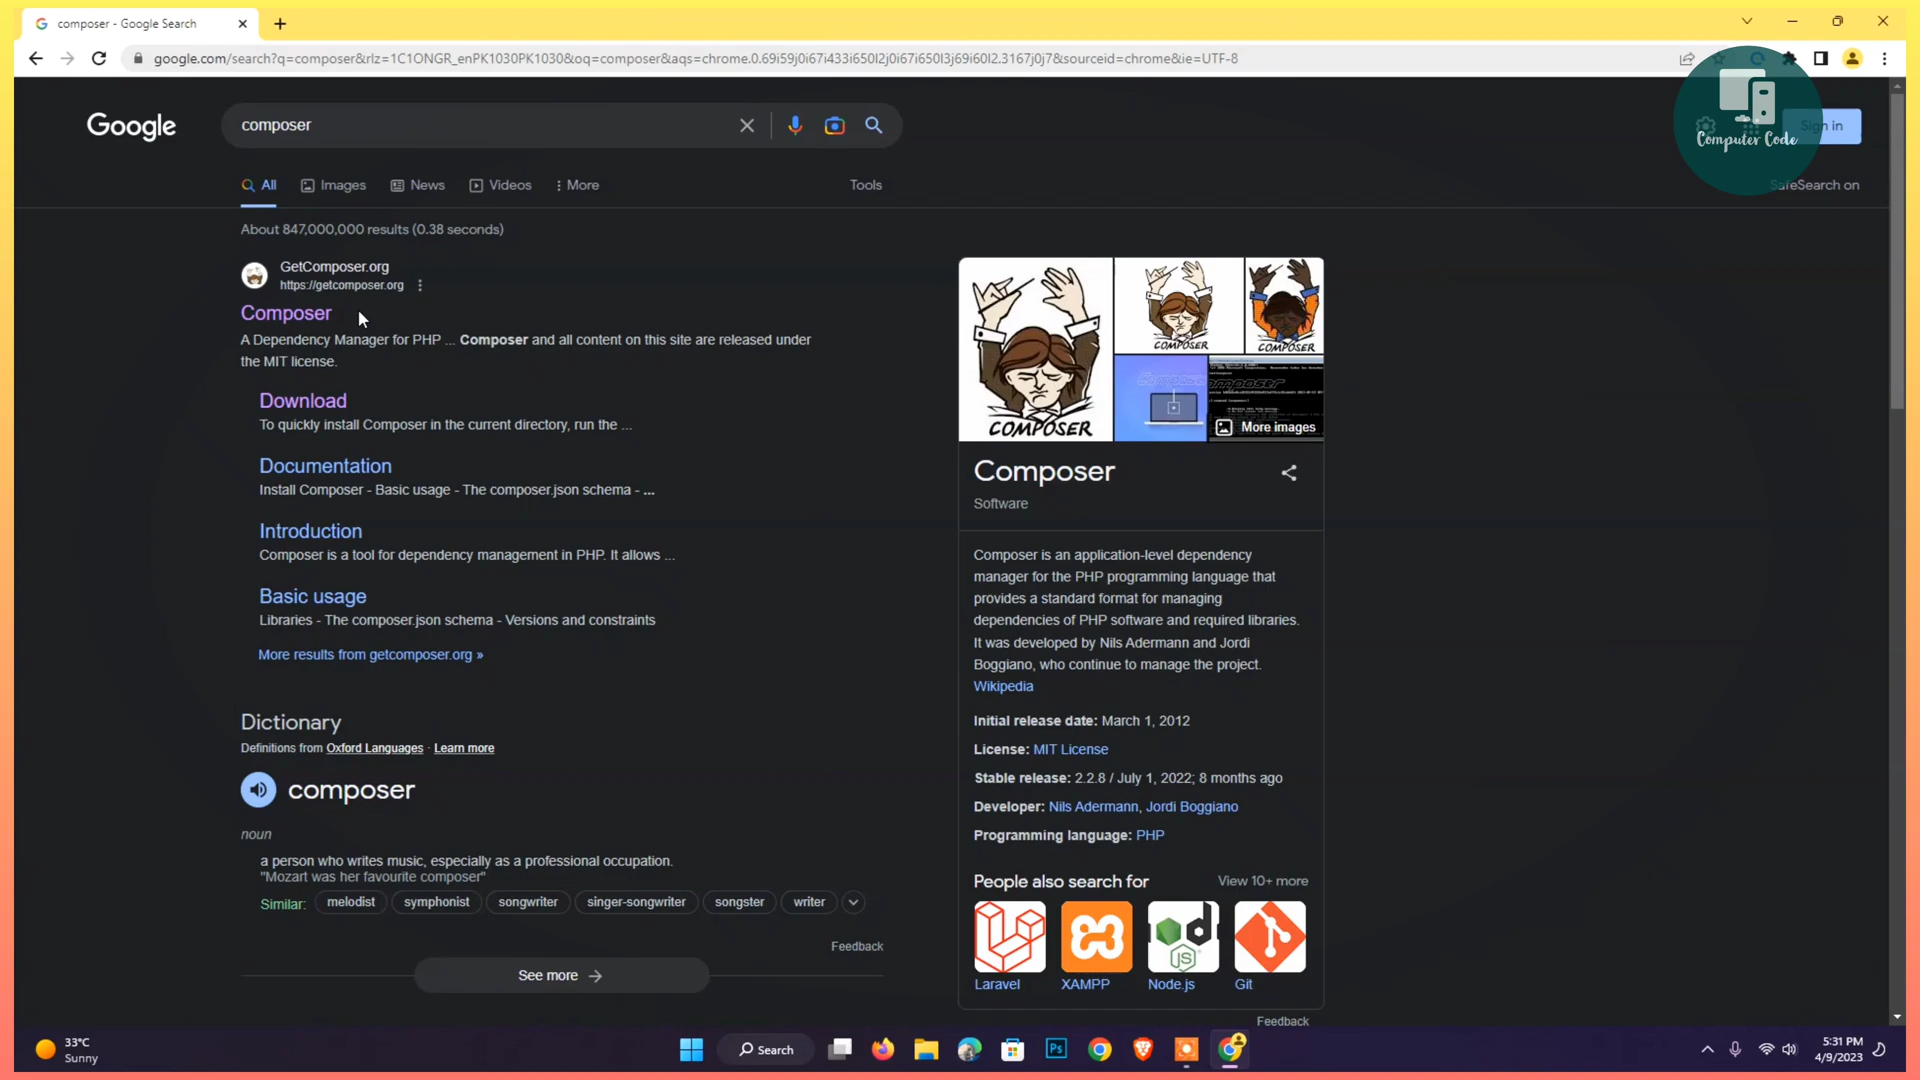 composer - Google Search
google.com/search?q=composer&rlz=1C1ONGR_enPK1030PK1030&oq=composer&aqs=chrome.0.69i59j0i67i433i650l2j0i67i650l3j69i60l2.3167j0j7&sourceid=chrome&ie=UTF-8
Google
composer
Sign in
Computer Code
All
Images
News
Videos
More
Tools
SafeSearch on
About 847,000,000 results (0.38 seconds)
GetComposer.org
https://getcomposer.org
Composer
A Dependency Manager for PHP ... Composer and all content on this site are released under
the MIT license.
Download
To quickly install Composer in the current directory, run the ...
Documentation
Install Composer - Basic usage - The composer.json schema - ...
Introduction
Composer is a tool for dependency management in PHP. It allows ...
Basic usage
Libraries - The composer.json schema - Versions and constraints
More results from getcomposer.org »
Dictionary
Definitions from Oxford Languages · Learn more
composer
noun
a person who writes music, especially as a professional occupation.
"Mozart was her favourite composer"
Similar:
melodist
symphonist
songwriter
singer-songwriter
songster
writer
Feedback
See more
COMPOSER
COMPOSER
COMPOSER
More images
Composer
Software
Composer is an application-level dependency
manager for the PHP programming language that
provides a standard format for managing
dependencies of PHP software and required libraries.
It was developed by Nils Adermann and Jordi
Boggiano, who continue to manage the project.
Wikipedia
Initial release date: March 1, 2012
License: MIT License
Stable release: 2.2.8 / July 1, 2022; 8 months ago
Developer: Nils Adermann, Jordi Boggiano
Programming language: PHP
People also search for
View 10+ more
Laravel
XAMPP
Node.js
Git
Feedback
33°C
Sunny
Search
Ps
5:31 PM
4/9/2023